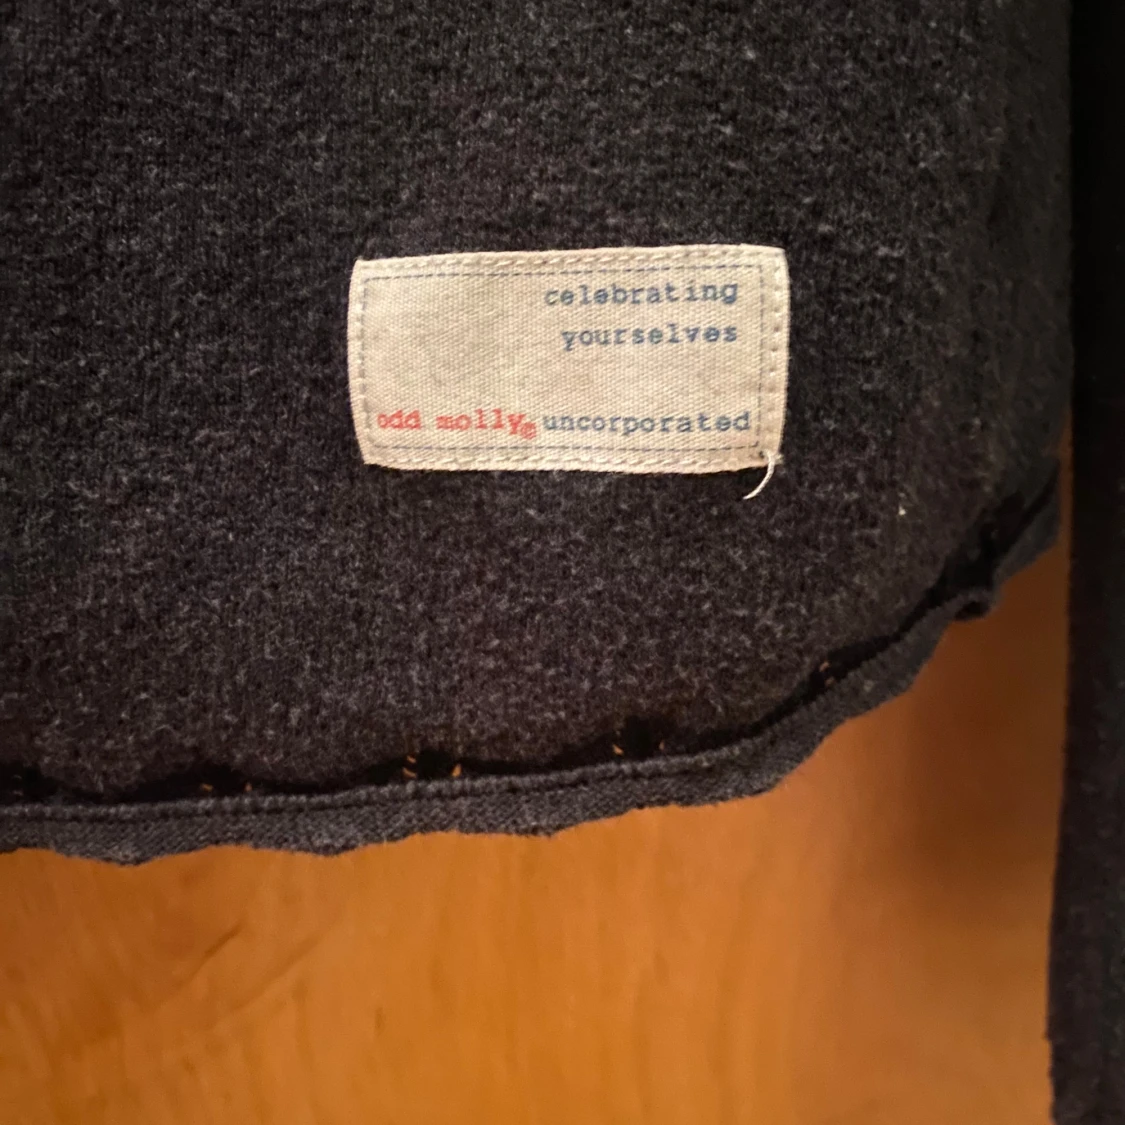 celebrating
yourselves
odd molly® uncorporated